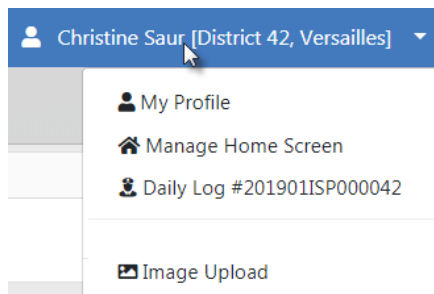 Christine Saur [District 42, Versailles]
My Profile
Manage Home Screen
Daily Log #201901ISP000042
Image Upload